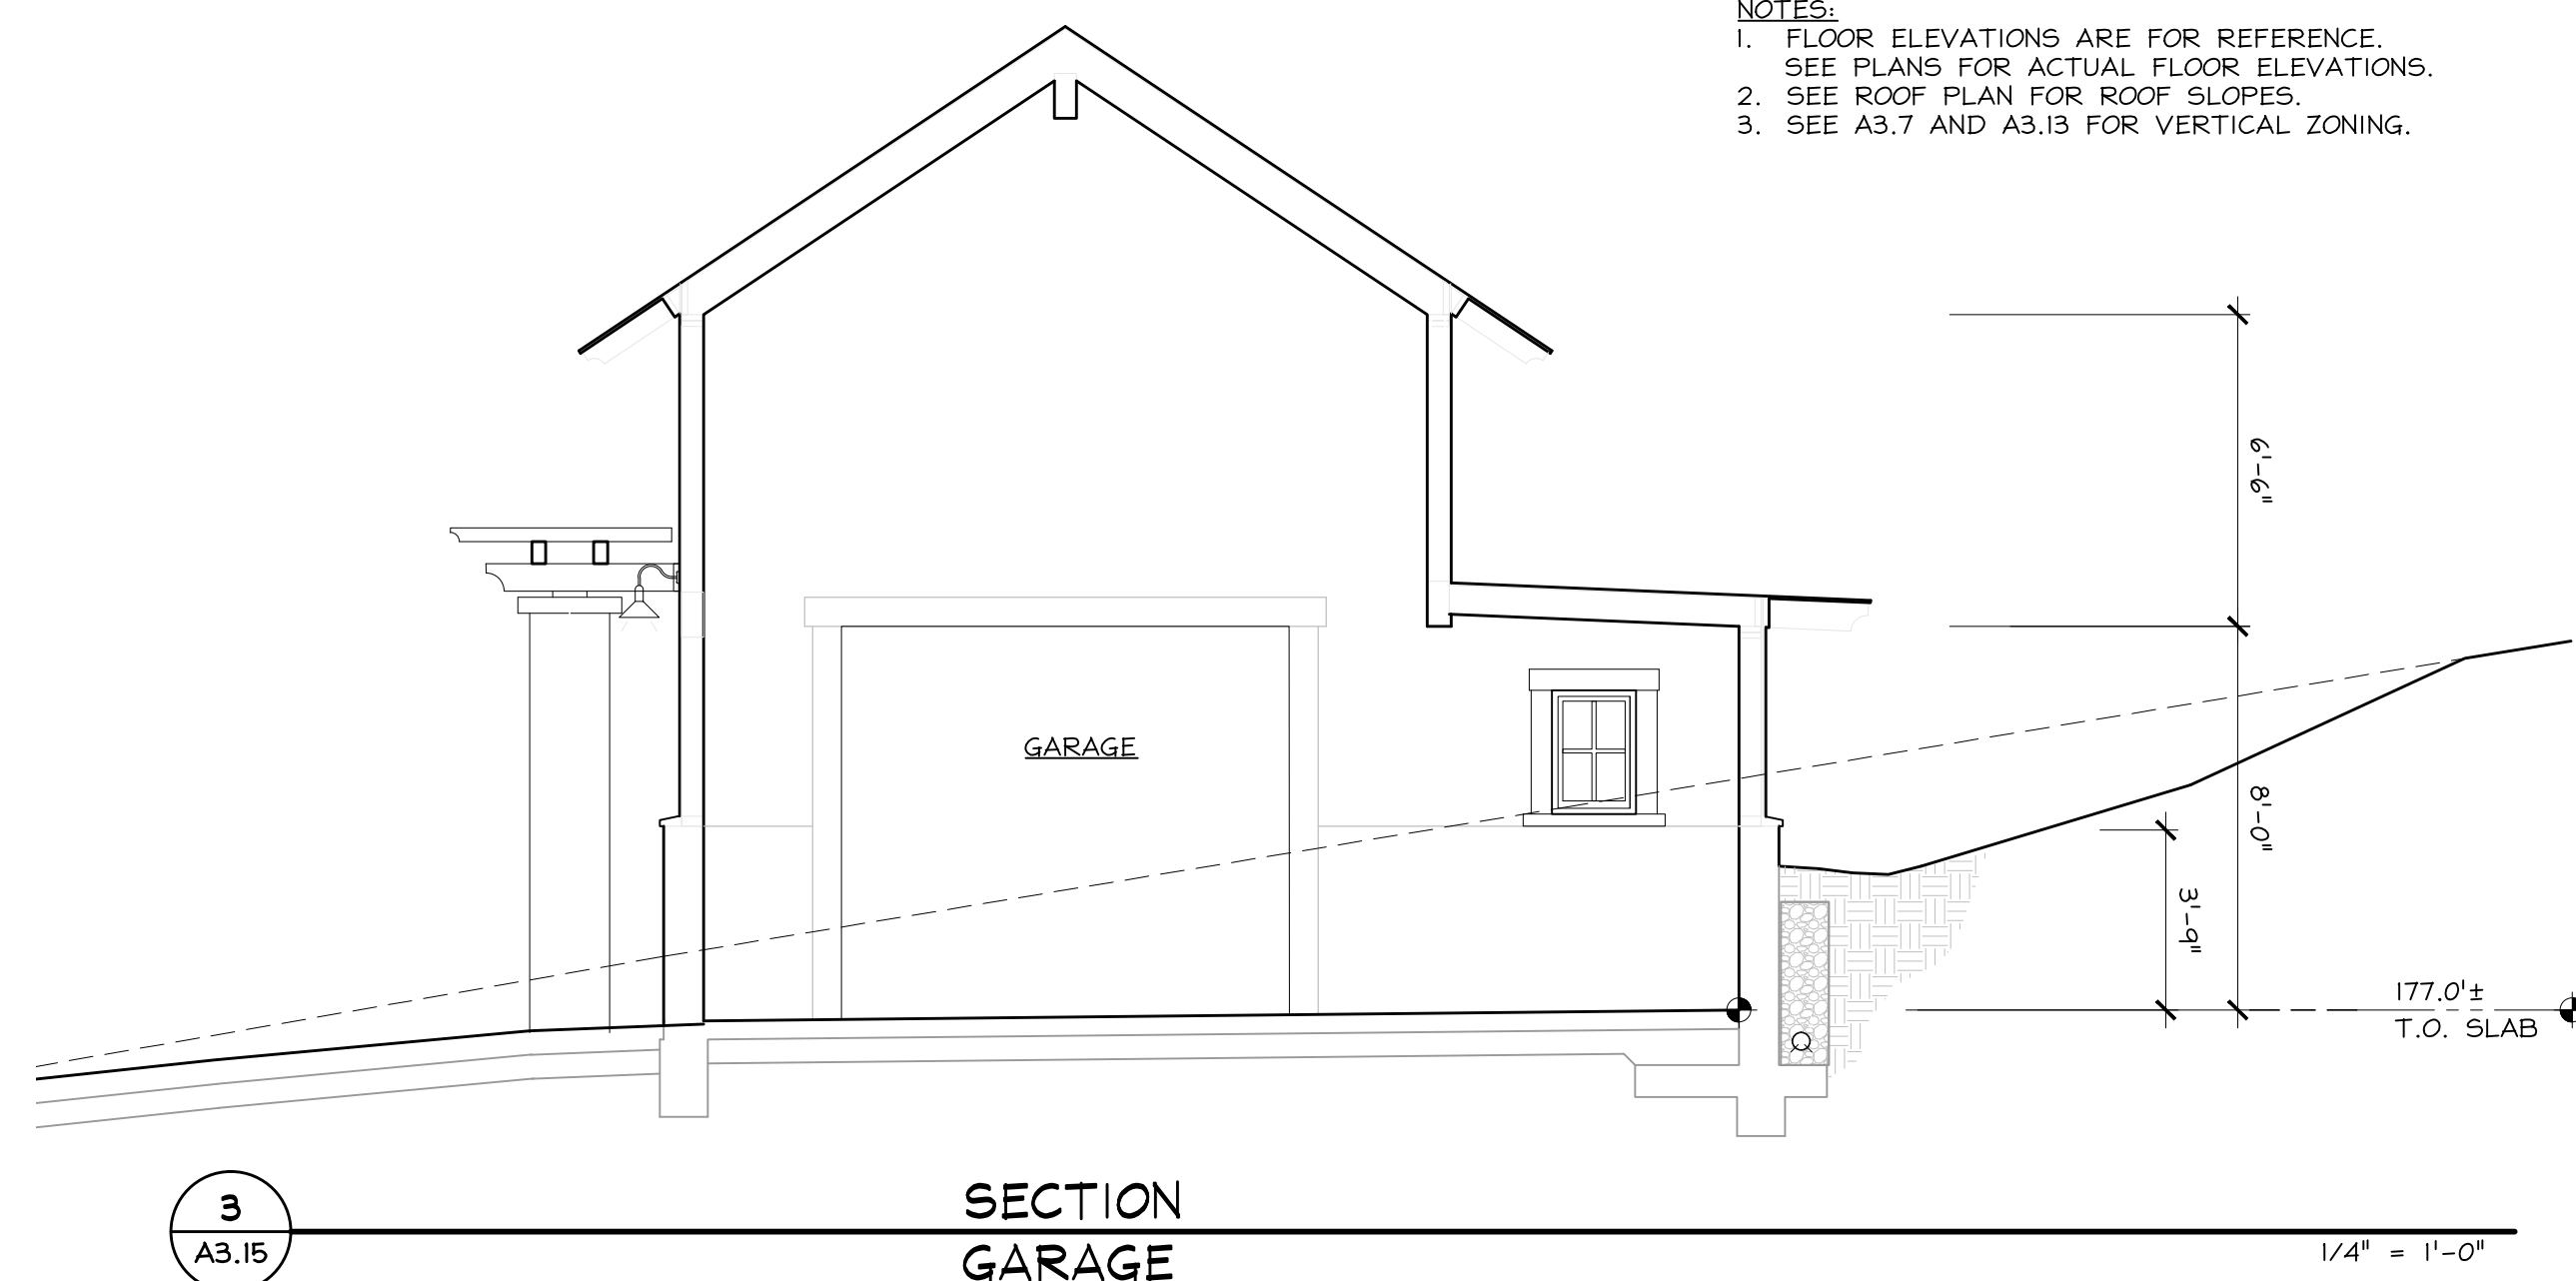 NOTES:
1. FLOOR ELEVATIONS ARE FOR REFERENCE.
SEE PLANS FOR ACTUAL FLOOR ELEVATIONS.
2. SEE ROOF PLAN FOR ROOF SLOPES.
3. SEE A3.7 AND A3.13 FOR VERTICAL ZONING.
6'-6"
GARAGE
8'-0"
3'-9"
177.0'±
T.O. SLAB
3
A3.15
SECTION
GARAGE
1/4" = 1'-0"